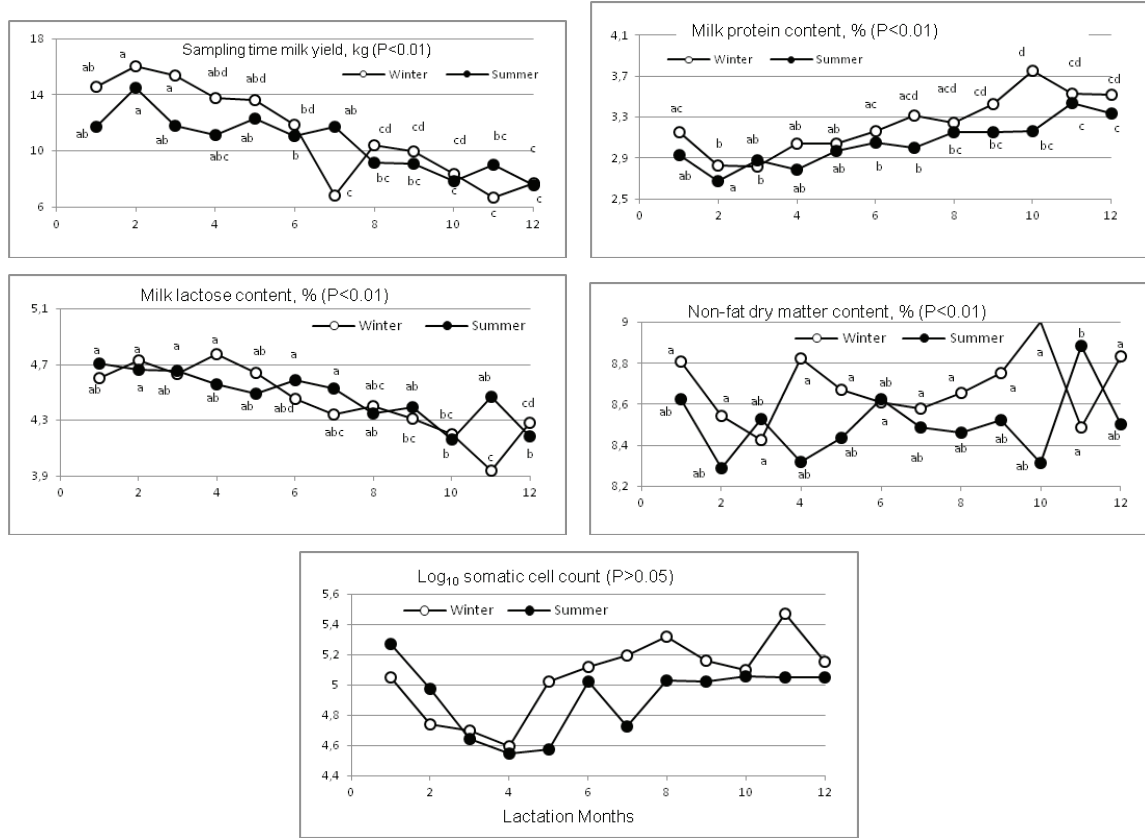 Sampling time milk yield, kg (P<0.01)
Winter Summer
18
14
10
6
ab a a abd abd bd ab cd cd c bc c
ab a ab abc ab b c bc bc c c
0 2 4 6 8 10 12
Milk protein content, % (P<0.01)
Winter Summer
4,1
3,7
3,3
2,9
2,5
ac b ab ab ab ac acd acd cd d cd cd
ab a b ab ab b b bc bc bc c c
0 2 4 6 8 10 12
Milk lactose content, % (P<0.01)
Winter Summer
5,1
4,7
4,3
3,9
a a a a ab a a abc ab bc ab cd
ab a ab ab ab abd abc ab bc b c b
0 2 4 6 8 10 12
Non-fat dry matter content, % (P<0.01)
Winter Summer
9
8,8
8,6
8,4
8,2
a a ab a a ab a a a a b a
ab ab a ab ab a ab ab ab ab a ab
0 2 4 6 8 10 12
Log₁₀ somatic cell count (P>0.05)
Winter Summer
5,6
5,4
5,2
5
4,8
4,6
4,4
0 2 4 6 8 10 12
Lactation Months